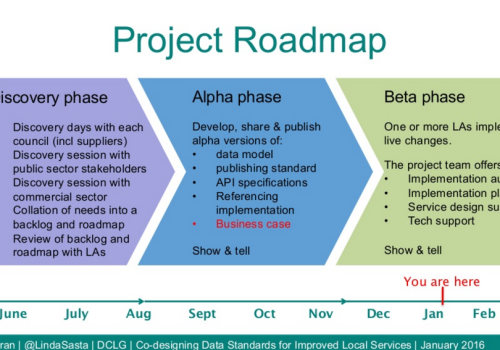 Project Roadmap
iscovery phase
Discovery days with each
council (incl suppliers)
Discovery session with
public sector stakeholders
Discovery session with
commercial sector
Collation of needs into a
backlog and roadmap
Review of backlog and
roadmap with LAs
Alpha phase
Develop, share & publish
alpha versions of:
• data model
• publishing standard
• API specifications
• Referencing
implementation
• Business case
Show & tell
Beta phase
One or more LAs imple
live changes.
The project team offers
• Implementation au
• Implementation pl
• Service design su
• Tech support
Show & tell
You are here
June July Aug Sept Oct Nov Dec Jan Feb
ran | @LindaSasta | DCLG | Co-designing Data Standards for Improved Local Services | January 2016